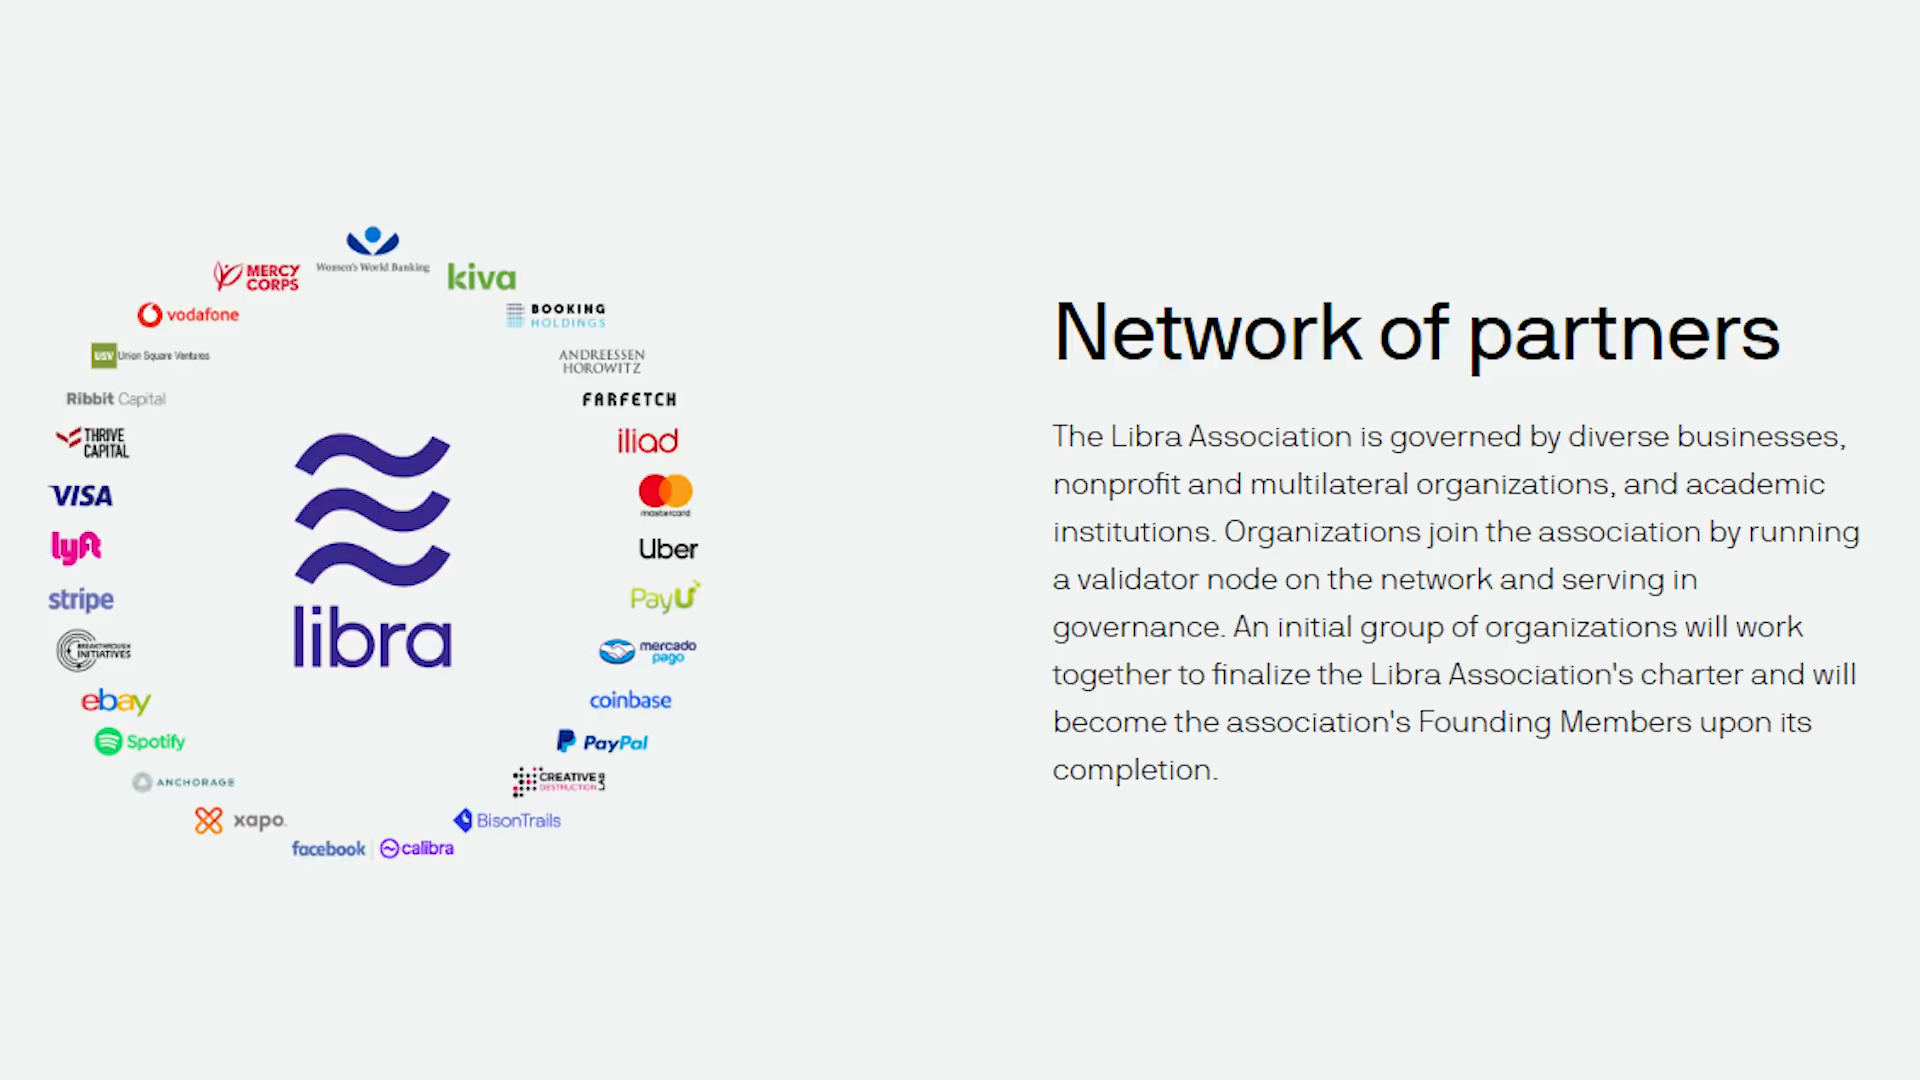 Women's World Banking
MERCY
CORPS
kiva
vodafone
BOOKING
HOLDINGS
USV Union Square Ventures
ANDREESSEN
HOROWITZ
Ribbit Capital
FARFETCH
THRIVE
CAPITAL
iliad
VISA
mastercard
lyft
Uber
stripe
PayU
BREAKTHROUGH
INITIATIVES
mercado
pago
libra
ebay
coinbase
Spotify
PayPal
ANCHORAGE
CREATIVE
DESTRUCTION
xapo.
BisonTrails
facebook calibra
Network of partners
The Libra Association is governed by diverse businesses,
nonprofit and multilateral organizations, and academic
institutions. Organizations join the association by running
a validator node on the network and serving in
governance. An initial group of organizations will work
together to finalize the Libra Association's charter and will
become the association's Founding Members upon its
completion.